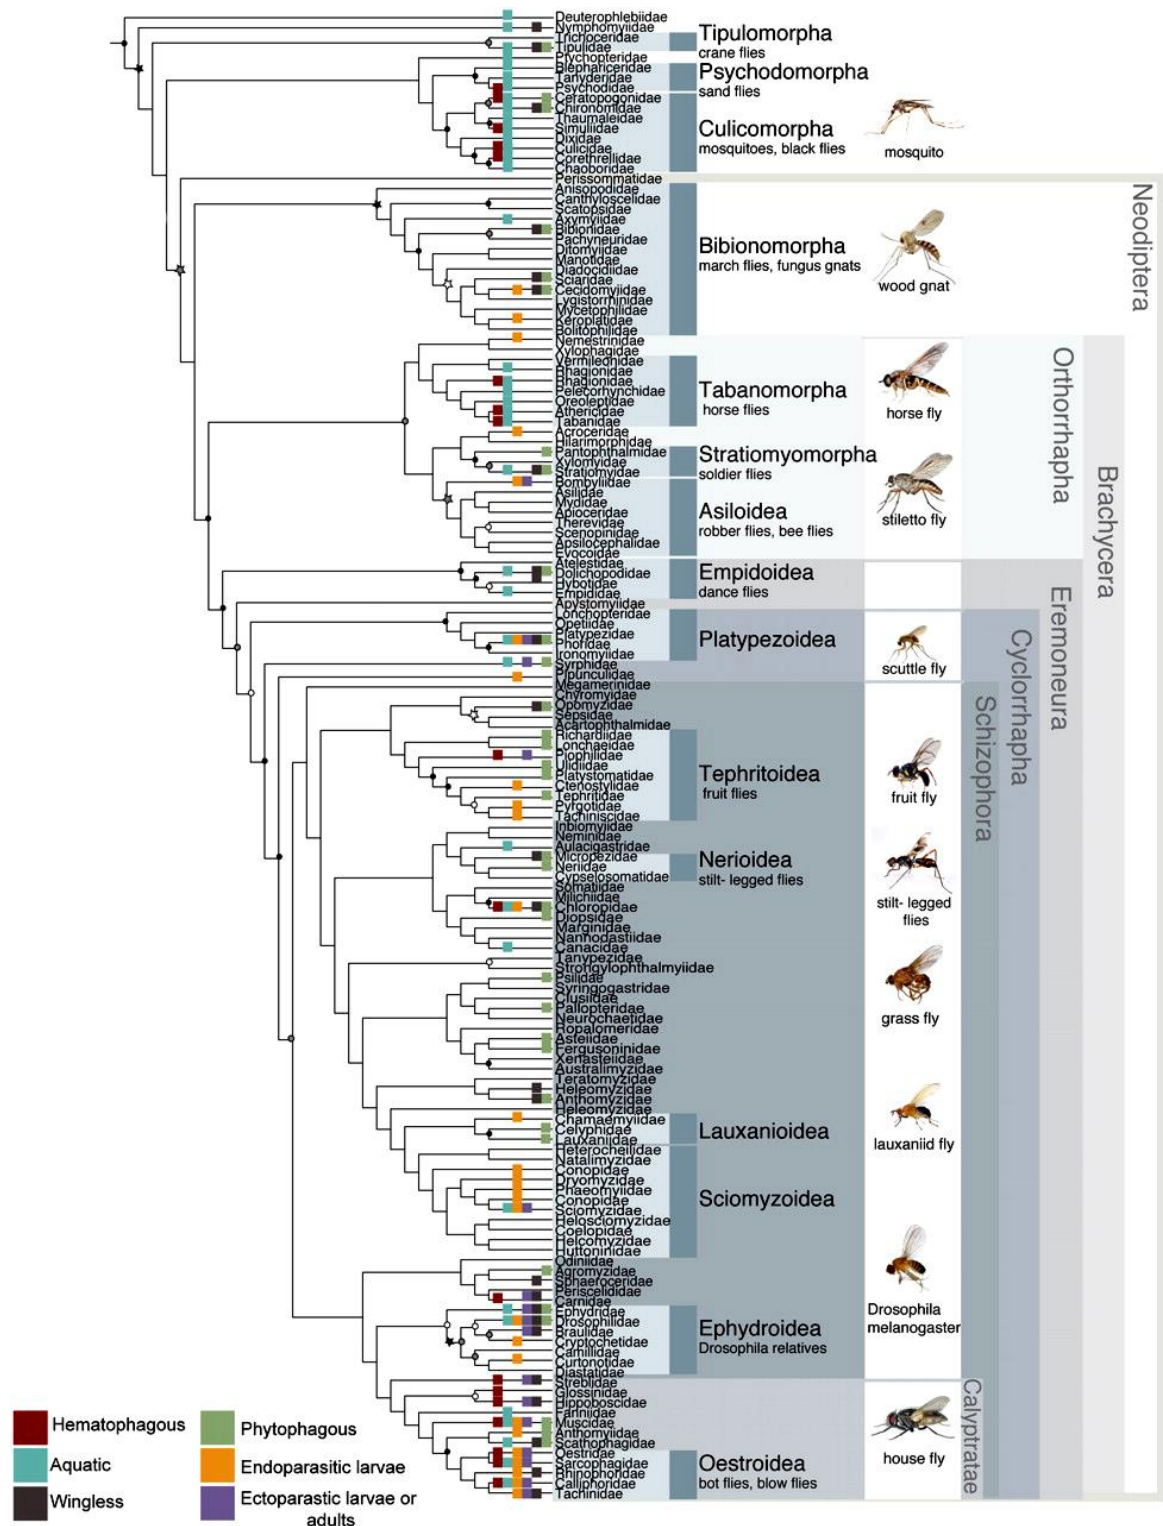 Deuterophlebiidae
Nymphomyiidae
Trichoceridae
Tipulidae
Ptychopteridae
Blephariceridae
Tanyderidae
Psychodidae
Ceratopogonidae
Chironomidae
Thaumaleidae
Simuliidae
Dixidae
Culicidae
Corethrellidae
Chaoboridae
Perissommatidae
Anisopodidae
Canthyloscelidae
Scatopsidae
Axymyiidae
Bibionidae
Pachyneuridae
Ditomyiidae
Manotidae
Diadocidiidae
Sciaridae
Cecidomyiidae
Lygistorrhinidae
Mycetophilidae
Keroplatidae
Bolitophilidae
Nemestrinidae
Xylophagidae
Vermileonidae
Rhagionidae
Rhagionidae
Pelecorhynchidae
Oreoleptidae
Athericidae
Tabanidae
Acroceridae
Hilarimorphidae
Pantophthalmidae
Xylomyidae
Stratiomyidae
Bombyliidae
Asilidae
Mydidae
Apioceridae
Therevidae
Scenopinidae
Apsilocephalidae
Evocoidae
Atelestidae
Dolichopodidae
Hybotidae
Empididae
Apystomyiidae
Lonchopteridae
Opetiidae
Platypezidae
Phoridae
Ironomyiidae
Syrphidae
Pipunculidae
Megamerinidae
Chyromyidae
Opomyzidae
Sepsidae
Acartophthalmidae
Richardiidae
Lonchaeidae
Piophilidae
Ulidiidae
Platystomatidae
Ctenostylidae
Tephritidae
Pyrgotidae
Tachiniscidae
Inbiomyiidae
Neminidae
Aulacigastridae
Micropezidae
Neriidae
Cypselosomatidae
Somatiidae
Milichiidae
Chloropidae
Diopsidae
Marginidae
Nannodastiidae
Canacidae
Tanypezidae
Strongylophthalmyiidae
Psilidae
Syringogastridae
Clusiidae
Pallopteridae
Neurochaetidae
Ropalomeridae
Asteiidae
Fergusoninidae
Xenasteiidae
Australimyzidae
Teratomyzidae
Heleomyzidae
Anthomyzidae
Heleomyzidae
Chamaemyiidae
Celyphidae
Lauxaniidae
Heterocheilidae
Natalimyzidae
Conopidae
Dryomyzidae
Phaeomyiidae
Conopidae
Sciomyzidae
Helosciomyzidae
Coelopidae
Helcomyzidae
Huttoninidae
Odiniidae
Agromyzidae
Sphaeroceridae
Periscelididae
Carnidae
Ephydridae
Drosophilidae
Braulidae
Cryptochetidae
Camillidae
Curtonotidae
Diastatidae
Streblidae
Glossinidae
Hippoboscidae
Fanniidae
Muscidae
Anthomyiidae
Scathophagidae
Oestridae
Sarcophagidae
Rhinophoridae
Calliphoridae
Tachinidae
Tipulomorpha
crane flies
Psychodomorpha
sand flies
Culicomorpha
mosquitoes, black flies
Bibionomorpha
march flies, fungus gnats
Tabanomorpha
horse flies
Stratiomyomorpha
soldier flies
Asiloidea
robber flies, bee flies
Empidoidea
dance flies
Platypezoidea
Tephritoidea
fruit flies
Nerioidea
stilt- legged flies
Lauxanioidea
Sciomyzoidea
Ephydroidea
Drosophila relatives
Oestroidea
bot flies, blow flies
mosquito
wood gnat
horse fly
stiletto fly
scuttle fly
fruit fly
stilt- legged
flies
grass fly
lauxaniid fly
Drosophila
melanogaster
house fly
Neodiptera
Orthorrhapha
Brachycera
Eremoneura
Cyclorrhapha
Schizophora
Calyptratae
Hematophagous
Aquatic
Wingless
Phytophagous
Endoparasitic larvae
Ectoparastic larvae or
adults